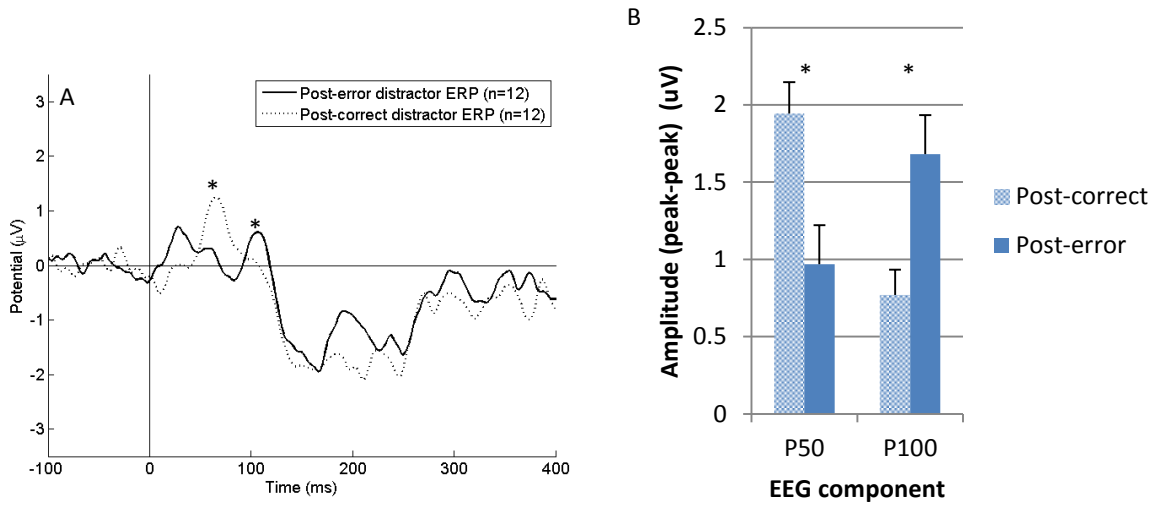 A
Post-error distractor ERP (n=12)
Post-correct distractor ERP (n=12)
3
2
1
0
-1
-2
-3
Potential (μV)
*
*
-100
0
100
200
300
400
Time (ms)
B
2.5
2
1.5
1
0.5
0
Amplitude (peak-peak) (uV)
*
*
P50
P100
EEG component
Post-correct
Post-error